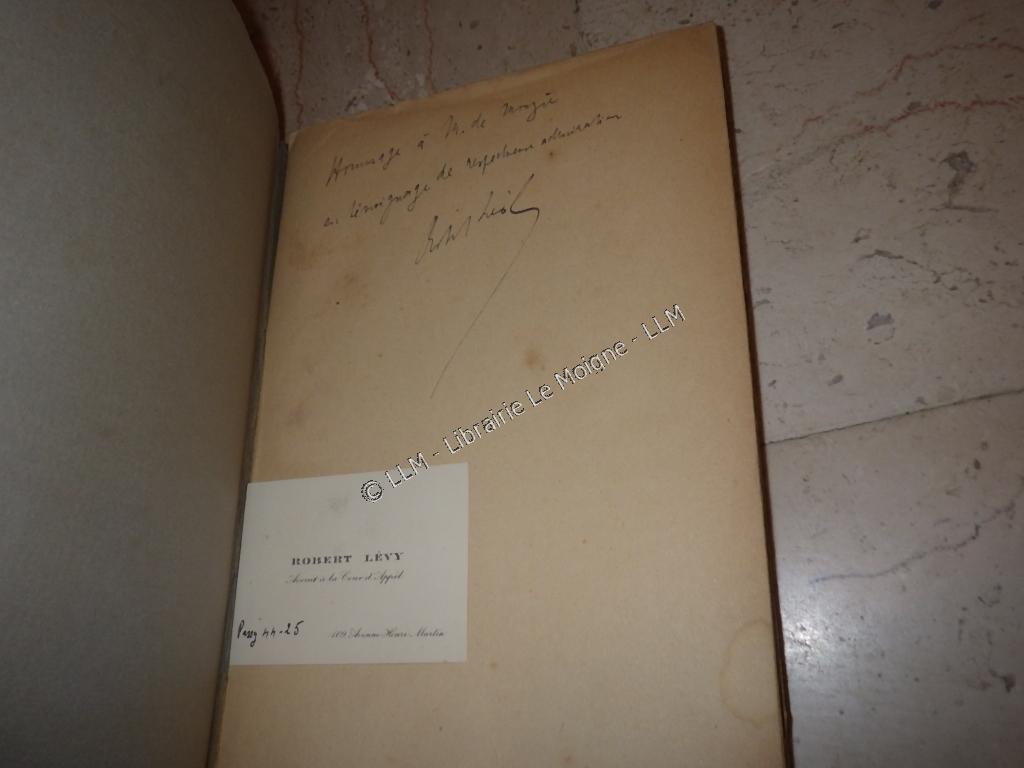 Hommage à M. de
en témoignage de respectueuse admiration
© LLM - Librairie Le Moigne - LLM
ROBERT LÉVY
Avocat à la Cour d'Appel
Passy 44-25
109, Avenue Henri-Martin